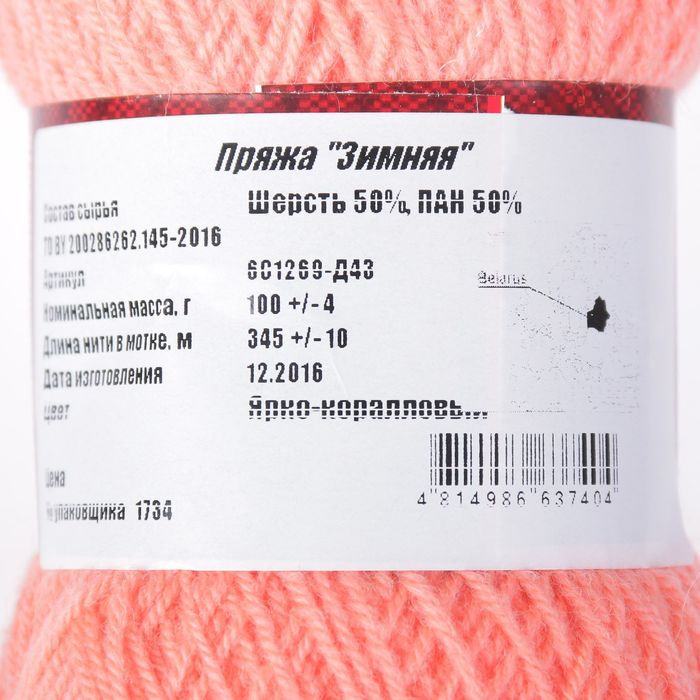 Пряжа "Зимняя"
Состав сырья Шерсть 50%, ПАН 50%
ТО BY 200286262.145-2016
Артикул 6С1269-Д43
Номинальная масса, г 100 +/- 4
Belarus
Длина нити в мотке, м 345 +/- 10
Дата изготовления 12.2016
Цвет Ярко-коралловый
Цена
№ упаковщика 1734
4 814986 637404